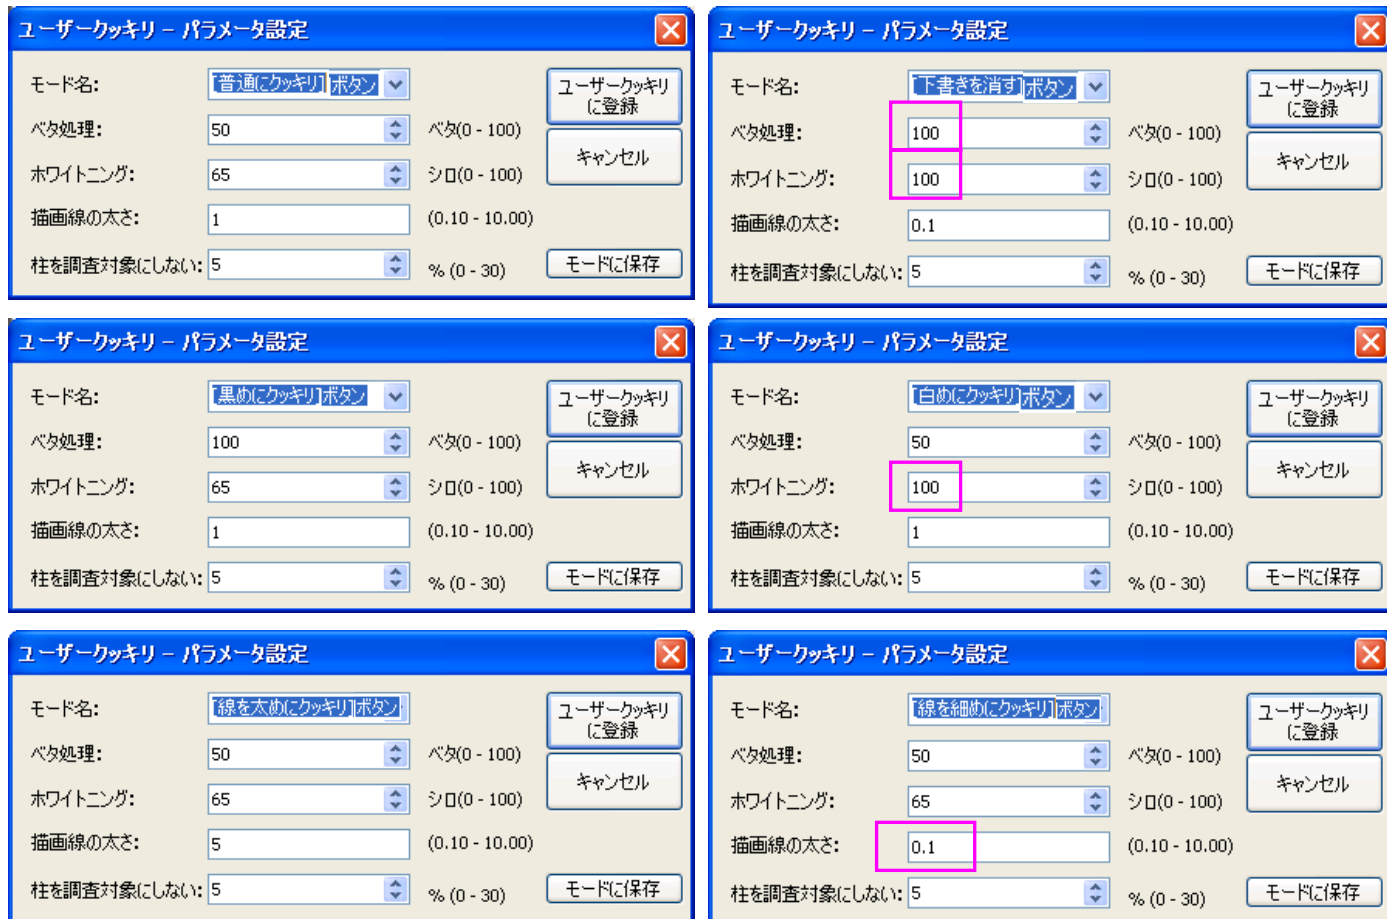 ユーザークッキリ – パラメータ設定
モード名: [普通にクッキリ] ボタン
ユーザークッキリ
に登録
ベタ処理: 50 ベタ(0 - 100)
キャンセル
ホワイトニング: 65 シロ(0 - 100)
描画線の太さ: 1 (0.10 - 10.00)
柱を調査対象にしない: 5 % (0 - 30) モードに保存
ユーザークッキリ – パラメータ設定
モード名: [下書きを消す] ボタン
ユーザークッキリ
に登録
ベタ処理: 100 ベタ(0 - 100)
キャンセル
ホワイトニング: 100 シロ(0 - 100)
描画線の太さ: 0.1 (0.10 - 10.00)
柱を調査対象にしない: 5 % (0 - 30) モードに保存
ユーザークッキリ – パラメータ設定
モード名: [黒めにクッキリ]ボタン
ユーザークッキリ
に登録
ベタ処理: 100 ベタ(0 - 100)
キャンセル
ホワイトニング: 65 シロ(0 - 100)
描画線の太さ: 1 (0.10 - 10.00)
柱を調査対象にしない: 5 % (0 - 30) モードに保存
ユーザークッキリ – パラメータ設定
モード名: [白めにクッキリ]ボタン
ユーザークッキリ
に登録
ベタ処理: 50 ベタ(0 - 100)
キャンセル
ホワイトニング: 100 シロ(0 - 100)
描画線の太さ: 1 (0.10 - 10.00)
柱を調査対象にしない: 5 % (0 - 30) モードに保存
ユーザークッキリ – パラメータ設定
モード名: [線を太めにクッキリ]ボタン
ユーザークッキリ
に登録
ベタ処理: 50 ベタ(0 - 100)
キャンセル
ホワイトニング: 65 シロ(0 - 100)
描画線の太さ: 5 (0.10 - 10.00)
柱を調査対象にしない: 5 % (0 - 30) モードに保存
ユーザークッキリ – パラメータ設定
モード名: [線を細めにクッキリ]ボタン
ユーザークッキリ
に登録
ベタ処理: 50 ベタ(0 - 100)
キャンセル
ホワイトニング: 65 シロ(0 - 100)
描画線の太さ: 0.1 (0.10 - 10.00)
柱を調査対象にしない: 5 % (0 - 30) モードに保存